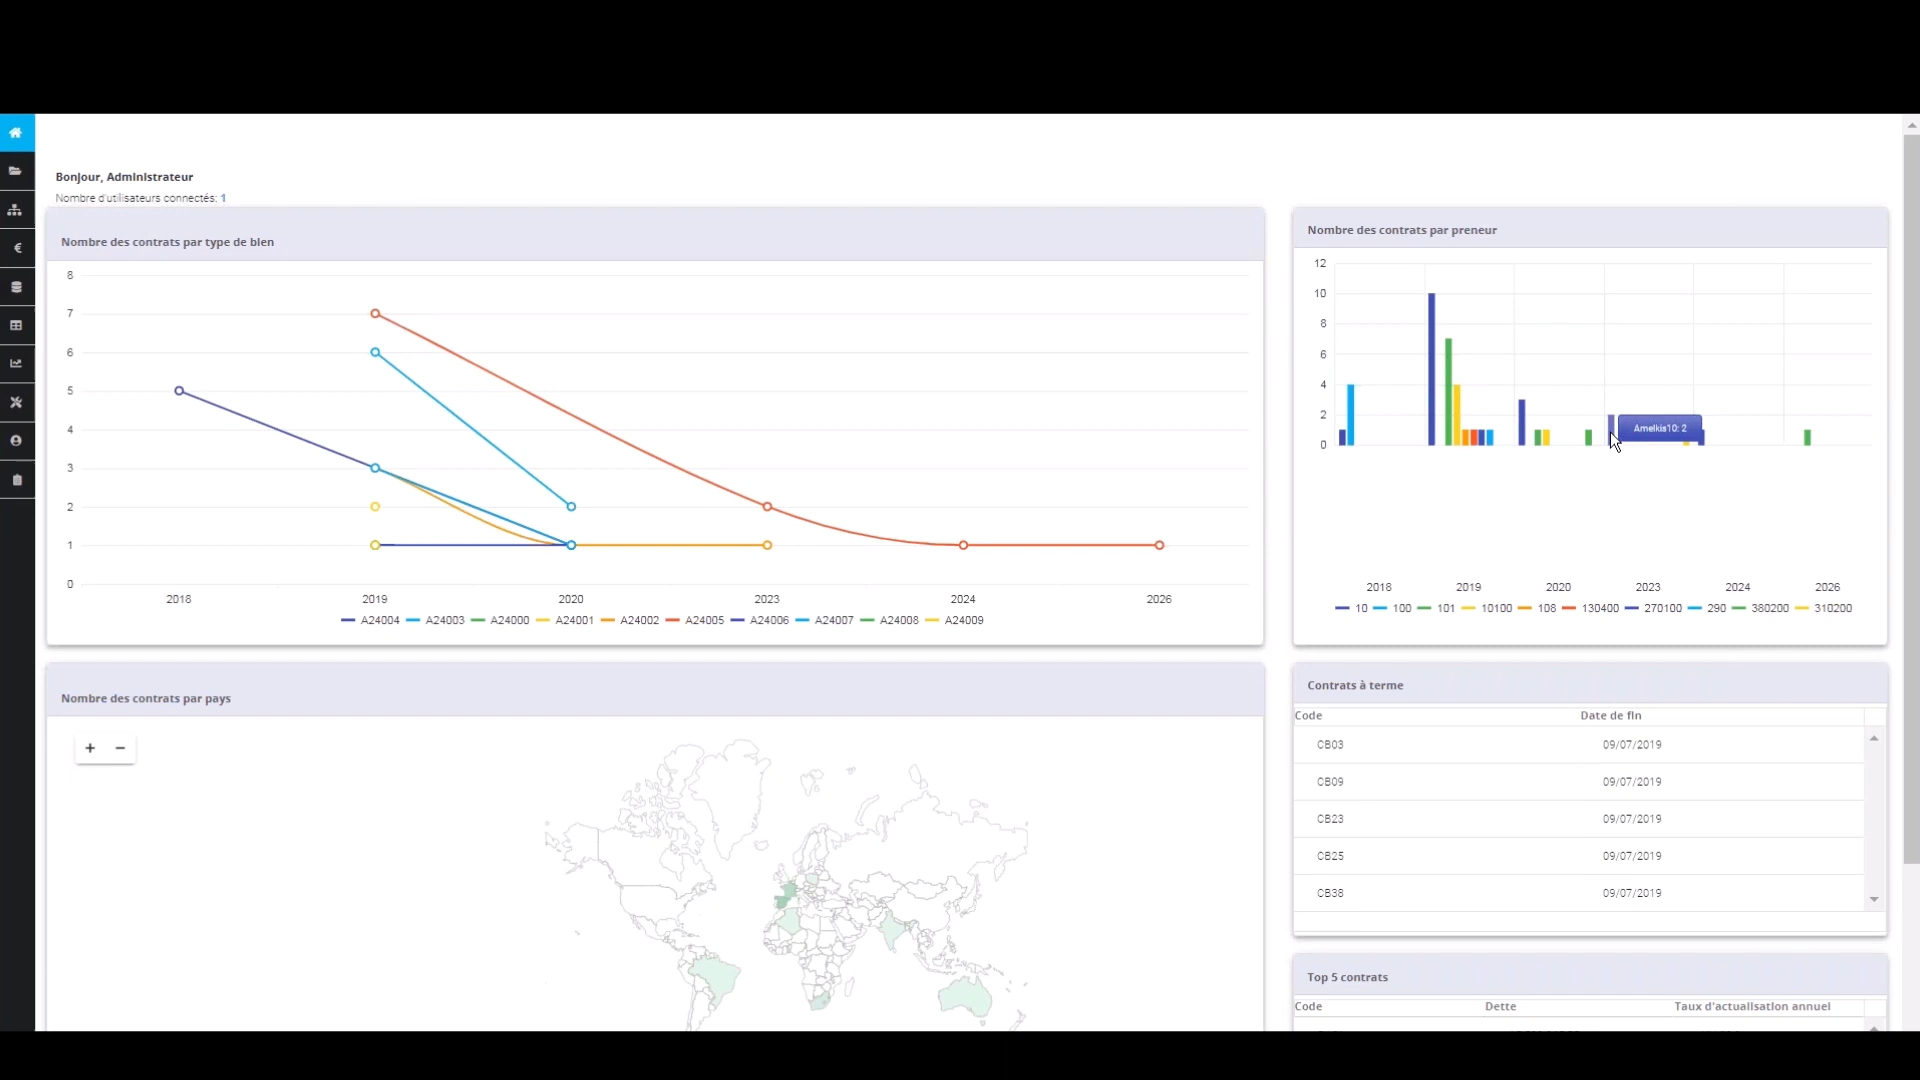 Bonjour, Administrateur
Nombre d'utilisateurs connectés: 1
Nombre des contrats par type de bien
8
7
6
5
4
3
2
1
0
2018 2019 2020 2023 2024 2026
A24004 A24003 A24000 A24001 A24002 A24005 A24006 A24007 A24008 A24009
Nombre des contrats par preneur
12
10
8
6
4
2
0
Amelkis10: 2
2018 2019 2020 2023 2024 2026
10 100 101 10100 108 130400 270100 290 380200 310200
Nombre des contrats par pays
+ −
Contrats à terme
Code Date de fin
CB03 09/07/2019
CB09 09/07/2019
CB23 09/07/2019
CB25 09/07/2019
CB38 09/07/2019
Top 5 contrats
Code Dette Taux d'actualisation annuel